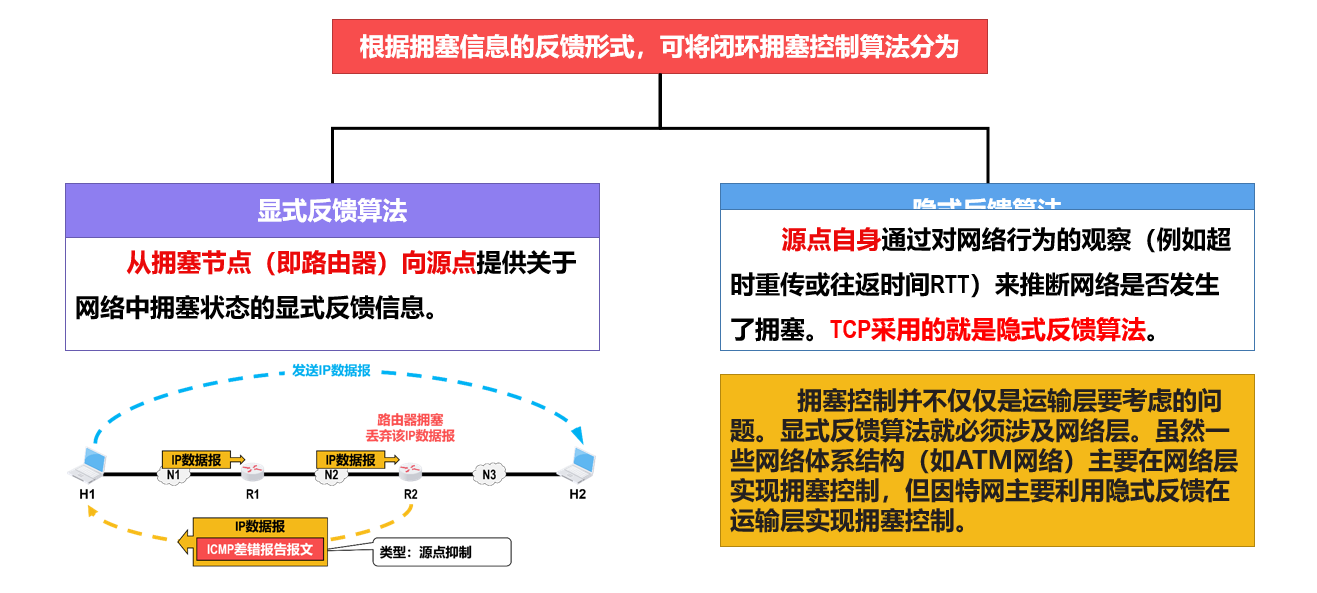 根据拥塞信息的反馈形式，可将闭环拥塞控制算法分为
显式反馈算法
从拥塞节点（即路由器）向源点提供关于
网络中拥塞状态的显式反馈信息。
隐式反馈算法
源点自身通过对网络行为的观察（例如超
时重传或往返时间RTT）来推断网络是否发生
了拥塞。TCP采用的就是隐式反馈算法。
发送IP数据报
路由器拥塞
丢弃该IP数据报
IP数据报
IP数据报
N1
N2
N3
H1
R1
R2
H2
IP数据报
ICMP差错报告报文
类型：源点抑制
拥塞控制并不仅仅是运输层要考虑的问
题。显式反馈算法就必须涉及网络层。虽然一
些网络体系结构（如ATM网络）主要在网络层
实现拥塞控制，但因特网主要利用隐式反馈在
运输层实现拥塞控制。